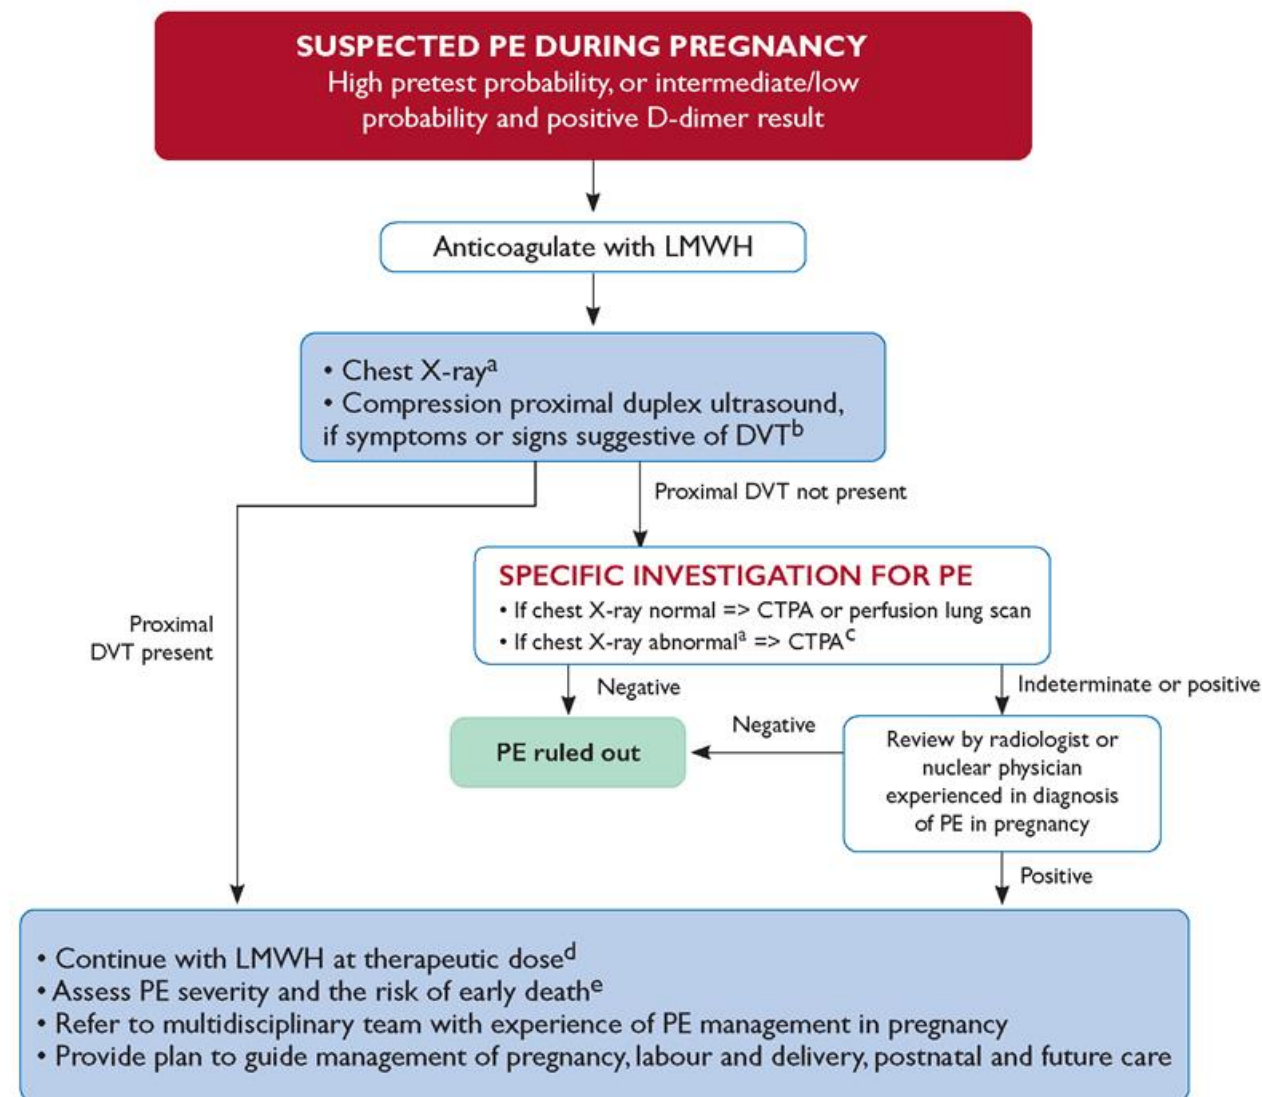 SUSPECTED PE DURING PREGNANCY
High pretest probability, or intermediate/low
probability and positive D-dimer result
Anticoagulate with LMWH
• Chest X-rayᵃ
• Compression proximal duplex ultrasound,
if symptoms or signs suggestive of DVTᵇ
Proximal DVT not present
Proximal
DVT present
SPECIFIC INVESTIGATION FOR PE
• If chest X-ray normal => CTPA or perfusion lung scan
• If chest X-ray abnormalᵃ => CTPAᶜ
Negative
Indeterminate or positive
PE ruled out
Negative
Review by radiologist or
nuclear physician
experienced in diagnosis
of PE in pregnancy
Positive
• Continue with LMWH at therapeutic doseᵈ
• Assess PE severity and the risk of early deathᵉ
• Refer to multidisciplinary team with experience of PE management in pregnancy
• Provide plan to guide management of pregnancy, labour and delivery, postnatal and future care